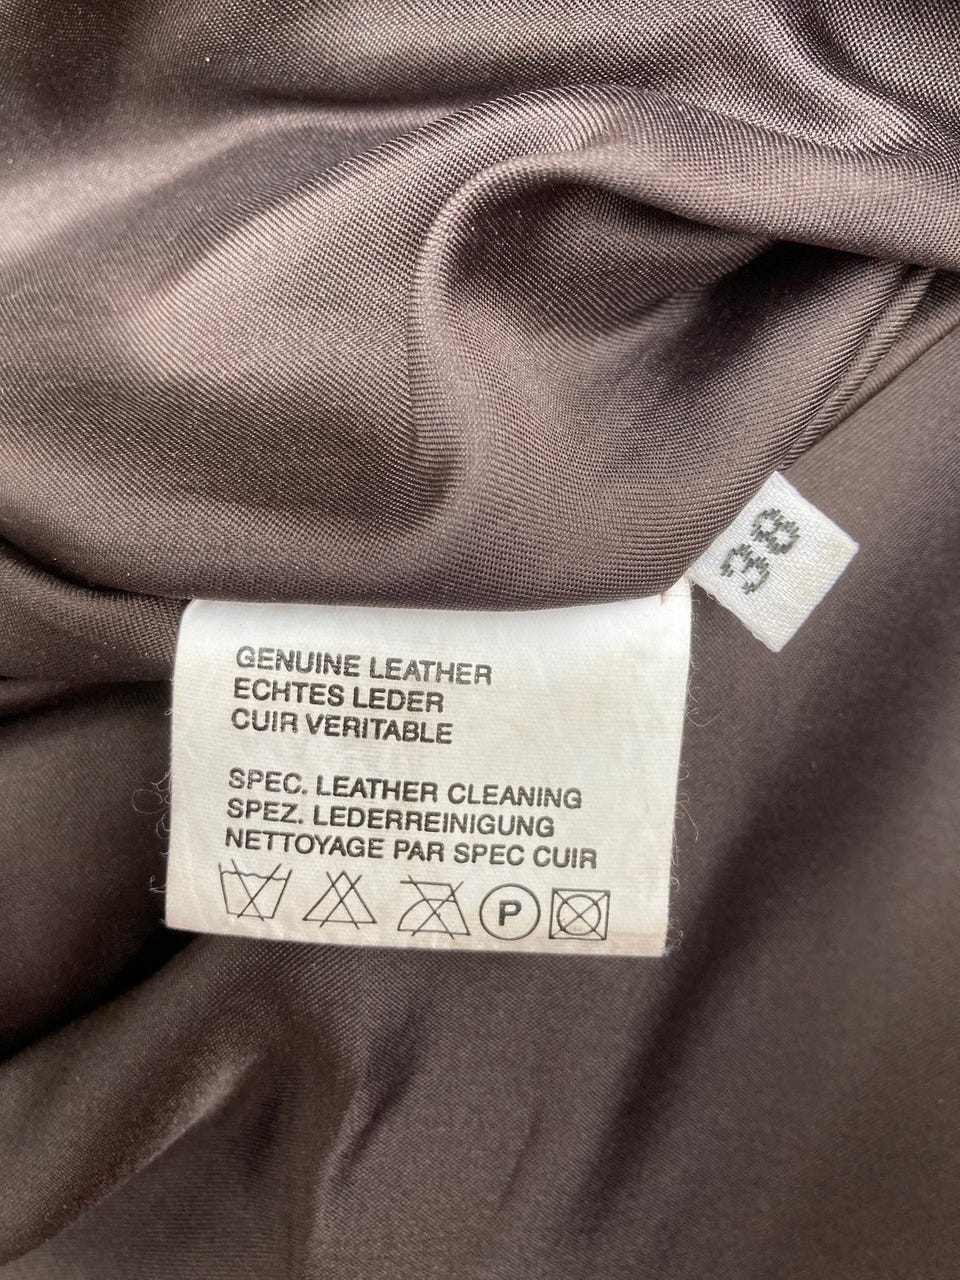 38
GENUINE LEATHER
ECHTES LEDER
CUIR VERITABLE
SPEC. LEATHER CLEANING
SPEZ. LEDERREINIGUNG
NETTOYAGE PAR SPEC CUIR
P